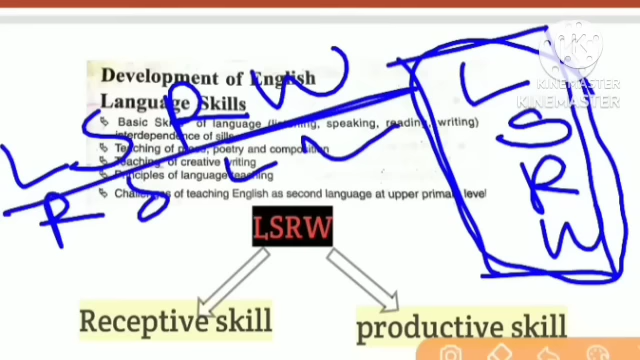 Development of English
Language Skills
Basic Skills of language (listening, speaking, reading, writing)
interdependence of sills
Teaching of prose, poetry and composition
Teaching of creative writing
Principles of language teaching
Challenges of teaching English as second language at upper primary level
L S R W
R S L W
L
S
R
W
KINEMASTER
KINEMASTER
LSRW
Receptive skill
productive skill